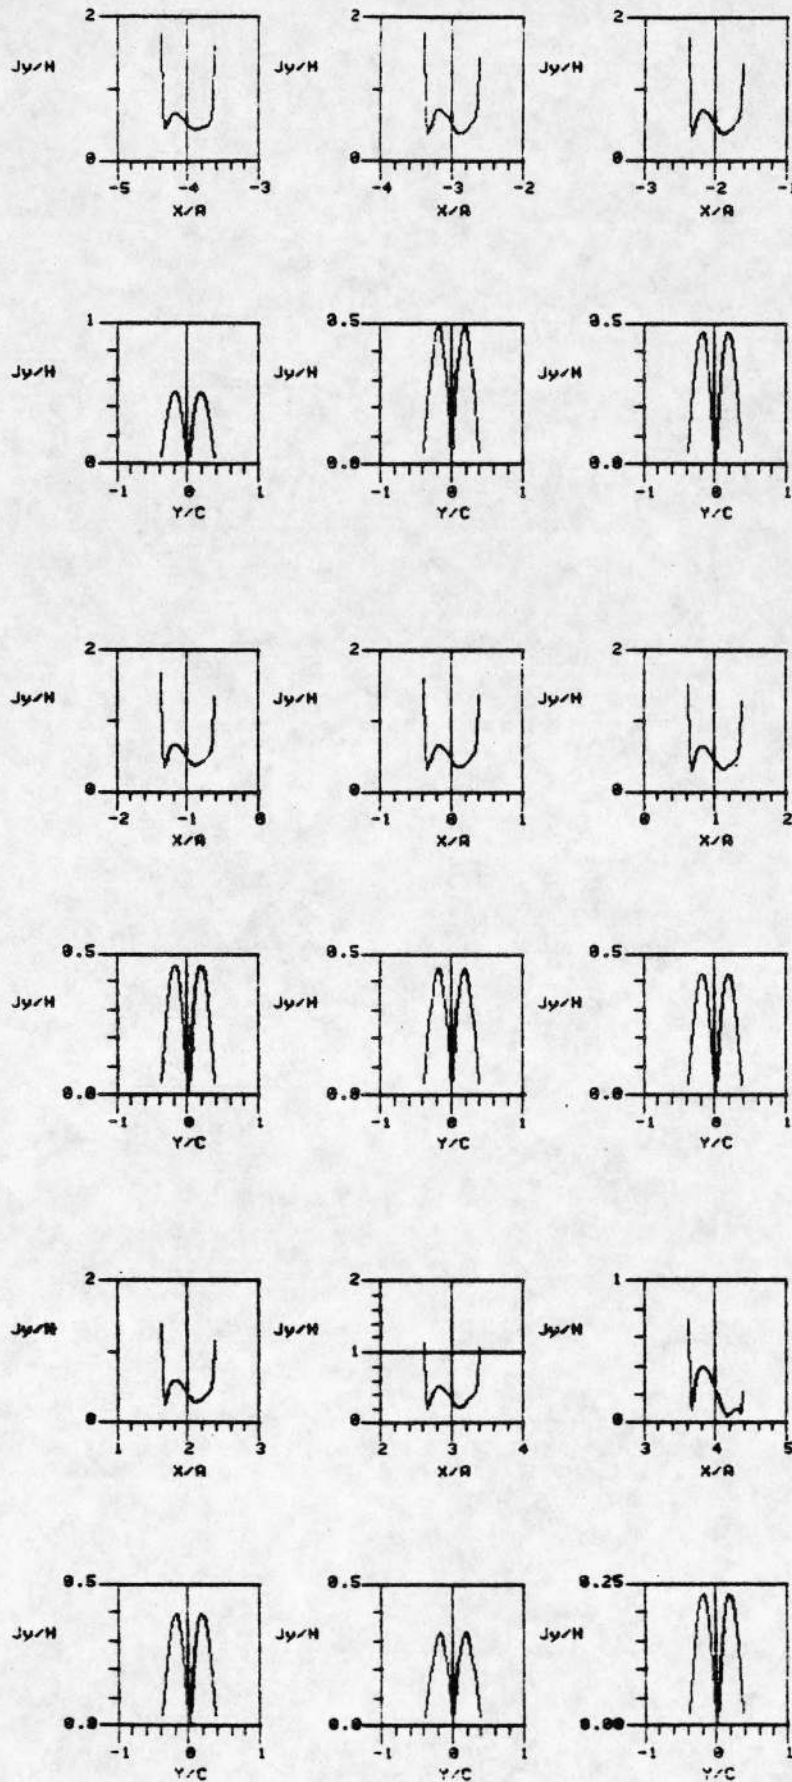 2 2 2
Jy/H Jy/H Jy/H
0 0 0
-5 -4 -3 -4 -3 -2 -3 -2 -1
X/A X/A X/A
1 0.5 0.5
Jy/H Jy/H Jy/H
0 0.0 0.0
-1 0 1 -1 0 1 -1 0 1
Y/C Y/C Y/C
2 2 2
Jy/H Jy/H Jy/H
0 0 0
-2 -1 0 -1 0 1 0 1 2
X/A X/A X/A
0.5 0.5 0.5
Jy/H Jy/H Jy/H
0.0 0.0 0.0
-1 0 1 -1 0 1 -1 0 1
Y/C Y/C Y/C
2 2 1
Jy/H Jy/H Jy/H
1
0 0 0
1 2 3 2 3 4 3 4 5
X/A X/A X/A
0.5 0.5 0.25
Jy/H Jy/H Jy/H
0.0 0.0 0.00
-1 0 1 -1 0 1 -1 0 1
Y/C Y/C Y/C